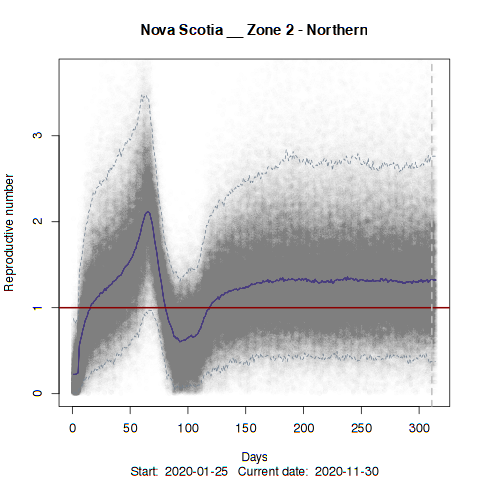 Nova Scotia __ Zone 2 - Northern
Reproductive number
3
2
1
0
0 50 100 150 200 250 300
Days
Start: 2020-01-25 Current date: 2020-11-30